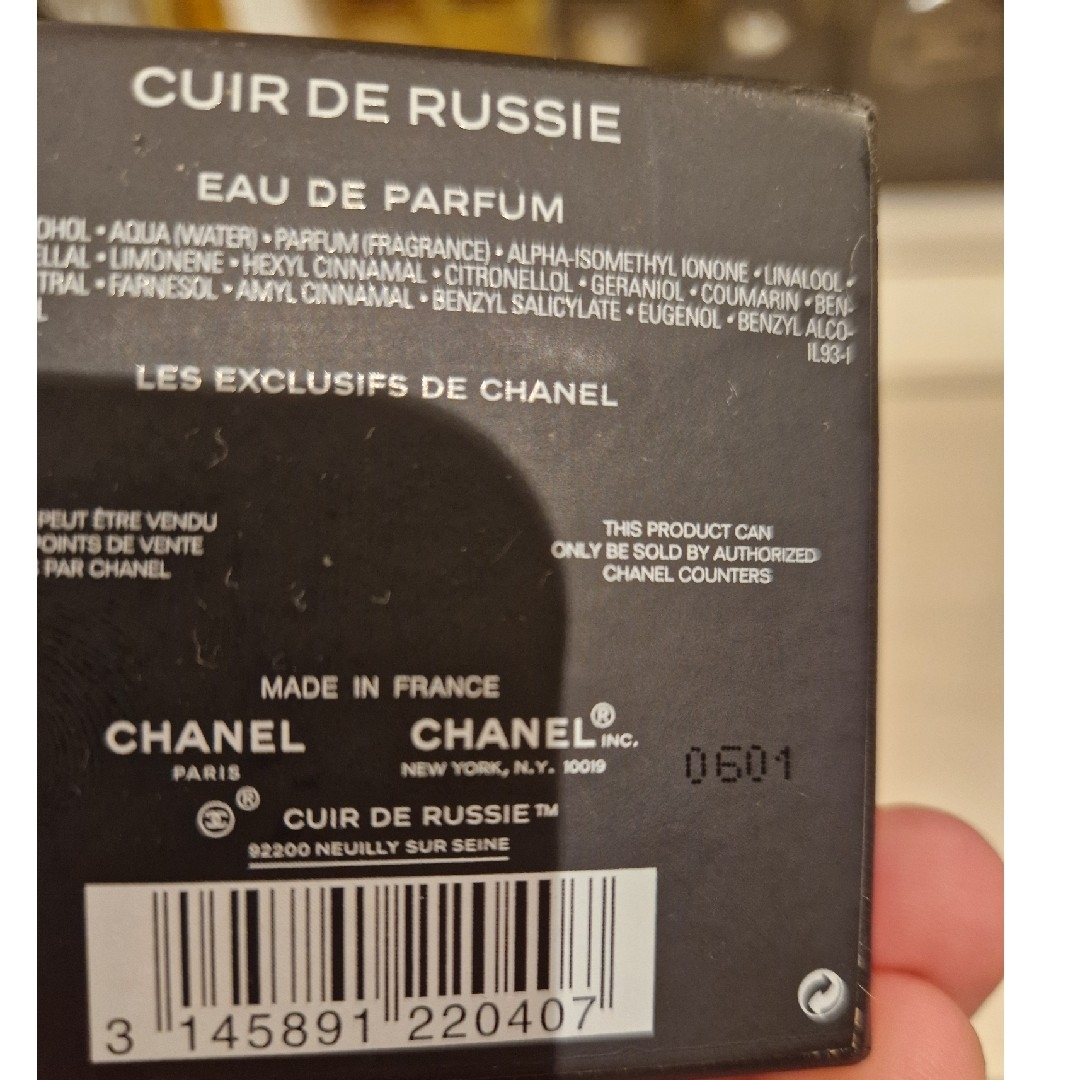 CUIR DE RUSSIE
EAU DE PARFUM
OHOL • AQUA (WATER) • PARFUM (FRAGRANCE) • ALPHA-ISOMETHYL IONONE • LINALOOL •
ELLAL • LIMONENE • HEXYL CINNAMAL • CITRONELLOL • GERANIOL • COUMARIN • BEN-
TRAL • FARNESOL • AMYL CINNAMAL • BENZYL SALICYLATE • EUGENOL • BENZYL ALCO-
L
IL93-1
LES EXCLUSIFS DE CHANEL
PEUT ÊTRE VENDU
POINTS DE VENTE
PAR CHANEL
THIS PRODUCT CAN
ONLY BE SOLD BY AUTHORIZED
CHANEL COUNTERS
MADE IN FRANCE
CHANEL
PARIS
CHANEL® INC.
NEW YORK, N.Y. 10019
0601
® CUIR DE RUSSIE™
92200 NEUILLY SUR SEINE
3 145891 220407